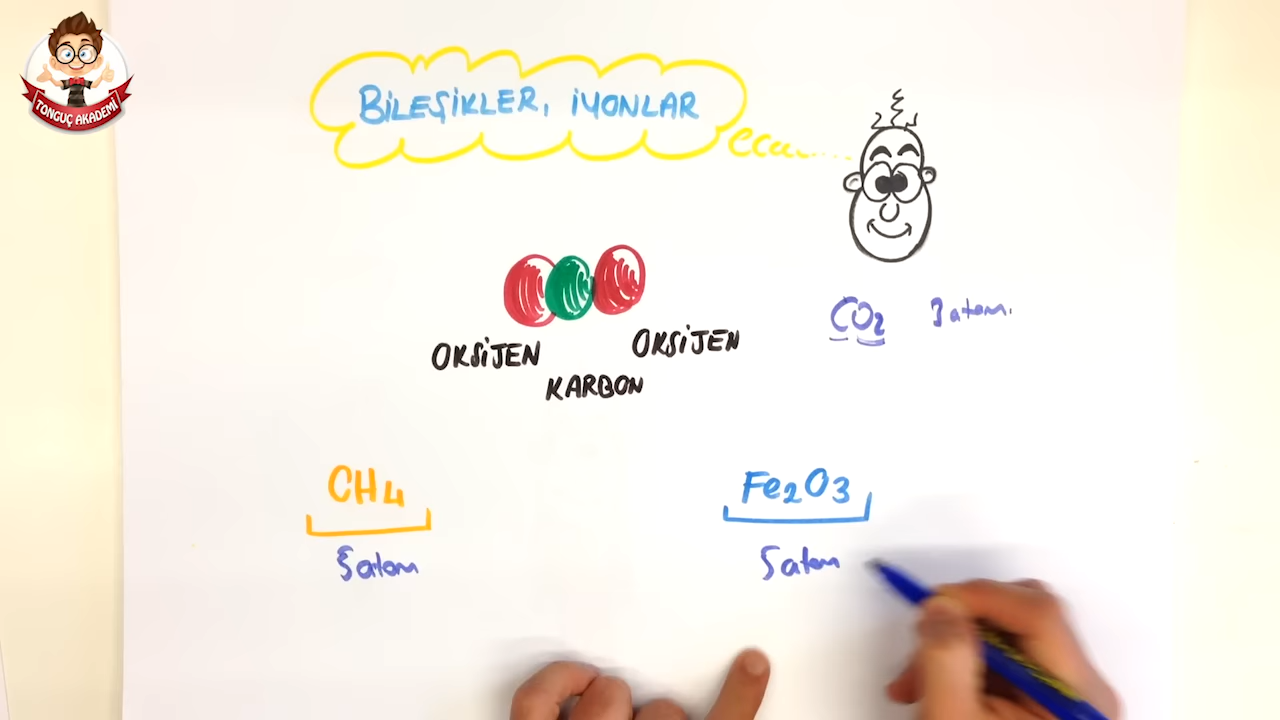 TONGUÇ AKADEMİ
BİLEŞİKLER, İYONLAR
CO2 3 atom.
OKSİJEN OKSİJEN
KARBON
CH4 Fe2O3
5 atom 5 atom